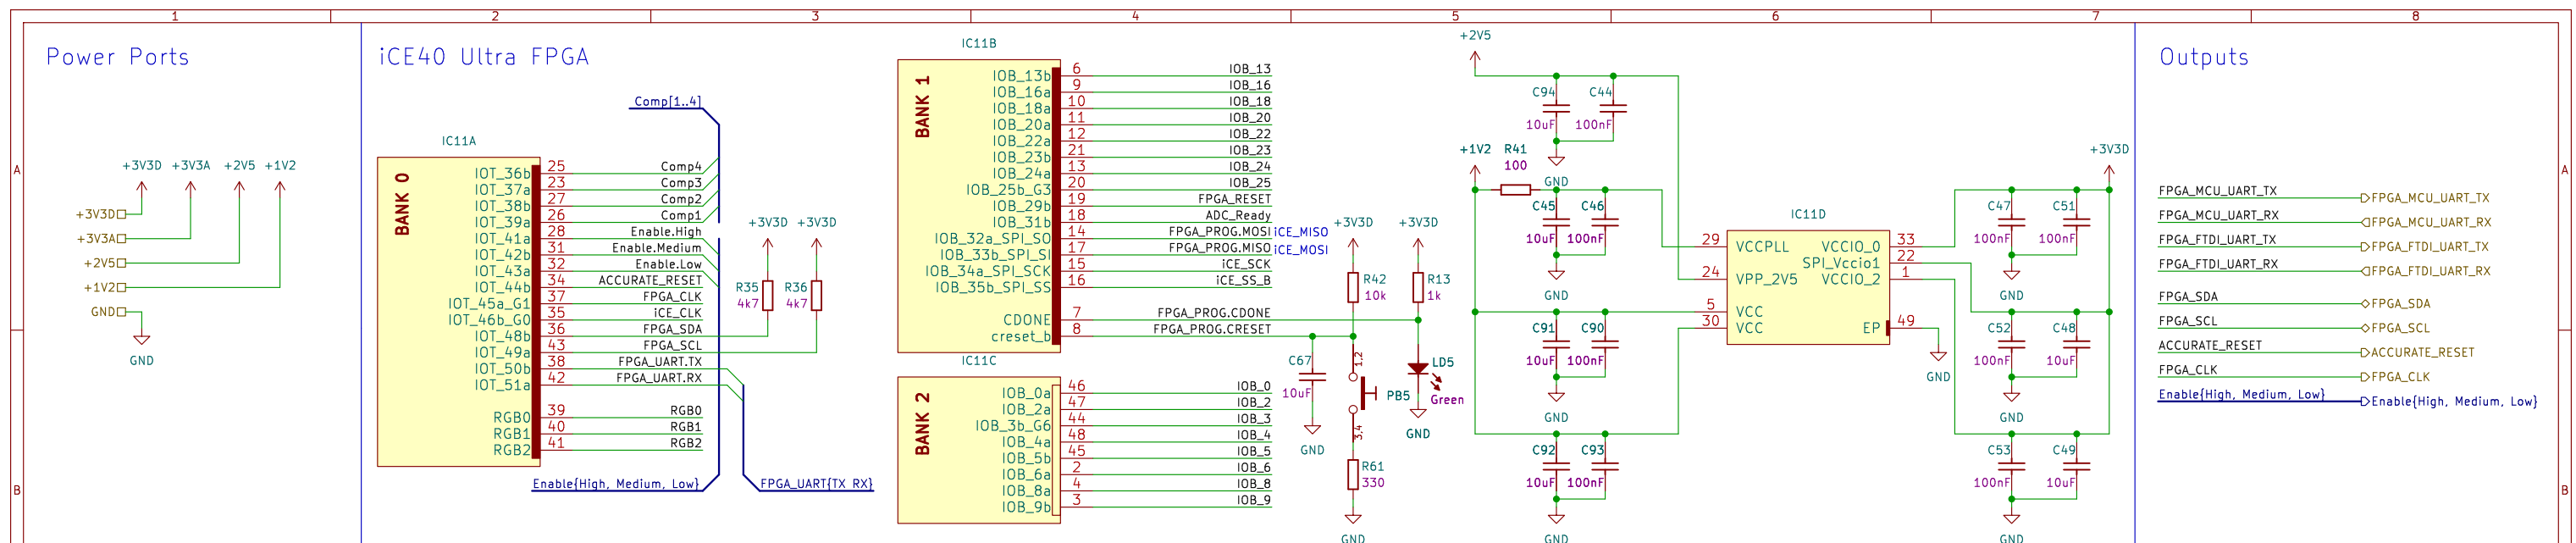 1 2 3 4 5 6 7 8
A
B
A
B
Power Ports
+3V3D +3V3A +2V5 +1V2
+3V3D
+3V3A
+2V5
+1V2
GND
GND
iCE40 Ultra FPGA
Comp[1..4]
IC11A
BANK 0
IOT_36b 25 Comp4
IOT_37a 23 Comp3
IOT_38b 27 Comp2
IOT_39a 26 Comp1
IOT_41a 28 Enable.High
IOT_42b 31 Enable.Medium
IOT_43a 32 Enable.Low
IOT_44b 34 ACCURATE_RESET
IOT_45a_G1 37 FPGA_CLK
IOT_46b_G0 35 iCE_CLK
IOT_48b 36 FPGA_SDA
IOT_49a 43 FPGA_SCL
IOT_50b 38 FPGA_UART.TX
IOT_51a 42 FPGA_UART.RX
RGB0 39 RGB0
RGB1 40 RGB1
RGB2 41 RGB2
Enable{High, Medium, Low}
FPGA_UART{TX RX}
+3V3D +3V3D
R35 4k7
R36 4k7
IC11B
BANK 1
IOB_13b 6 IOB_13
IOB_16a 9 IOB_16
IOB_18a 10 IOB_18
IOB_20a 11 IOB_20
IOB_22a 12 IOB_22
IOB_23b 21 IOB_23
IOB_24a 13 IOB_24
IOB_25b_G3 20 IOB_25
IOB_29b 19 FPGA_RESET
IOB_31b 18 ADC_Ready
IOB_32a_SPI_SO 14 FPGA_PROG.MOSI iCE_MISO
IOB_33b_SPI_SI 17 FPGA_PROG.MISO iCE_MOSI
IOB_34a_SPI_SCK 15 iCE_SCK
IOB_35b_SPI_SS 16 iCE_SS_B
CDONE 7 FPGA_PROG.CDONE
creset_b 8 FPGA_PROG.CRESET
IC11C
BANK 2
IOB_0a 46 IOB_0
IOB_2a 47 IOB_2
IOB_3b_G6 44 IOB_3
IOB_4a 48 IOB_4
IOB_5b 45 IOB_5
IOB_6a 2 IOB_6
IOB_8a 4 IOB_8
IOB_9b 3 IOB_9
+3V3D +3V3D
R42 10k
R13 1k
C67 10uF
GND
1,2
3,4
PB5
R61 330
GND
LD5 Green
GND
+2V5
C94 10uF
C44 100nF
GND
+1V2
R41 100
C45 10uF
C46 100nF
GND
C91 10uF
C90 100nF
GND
C92 10uF
C93 100nF
GND
IC11D
29 VCCPLL
24 VPP_2V5
5 VCC
30 VCC
VCCIO_0 33
SPI_Vccio1 22
VCCIO_2 1
EP 49
GND
+3V3D
C47 100nF
C51 100nF
GND
C52 100nF
C48 10uF
GND
C53 100nF
C49 10uF
GND
Outputs
FPGA_MCU_UART_TX FPGA_MCU_UART_TX
FPGA_MCU_UART_RX FPGA_MCU_UART_RX
FPGA_FTDI_UART_TX FPGA_FTDI_UART_TX
FPGA_FTDI_UART_RX FPGA_FTDI_UART_RX
FPGA_SDA FPGA_SDA
FPGA_SCL FPGA_SCL
ACCURATE_RESET ACCURATE_RESET
FPGA_CLK FPGA_CLK
Enable{High, Medium, Low} Enable{High, Medium, Low}